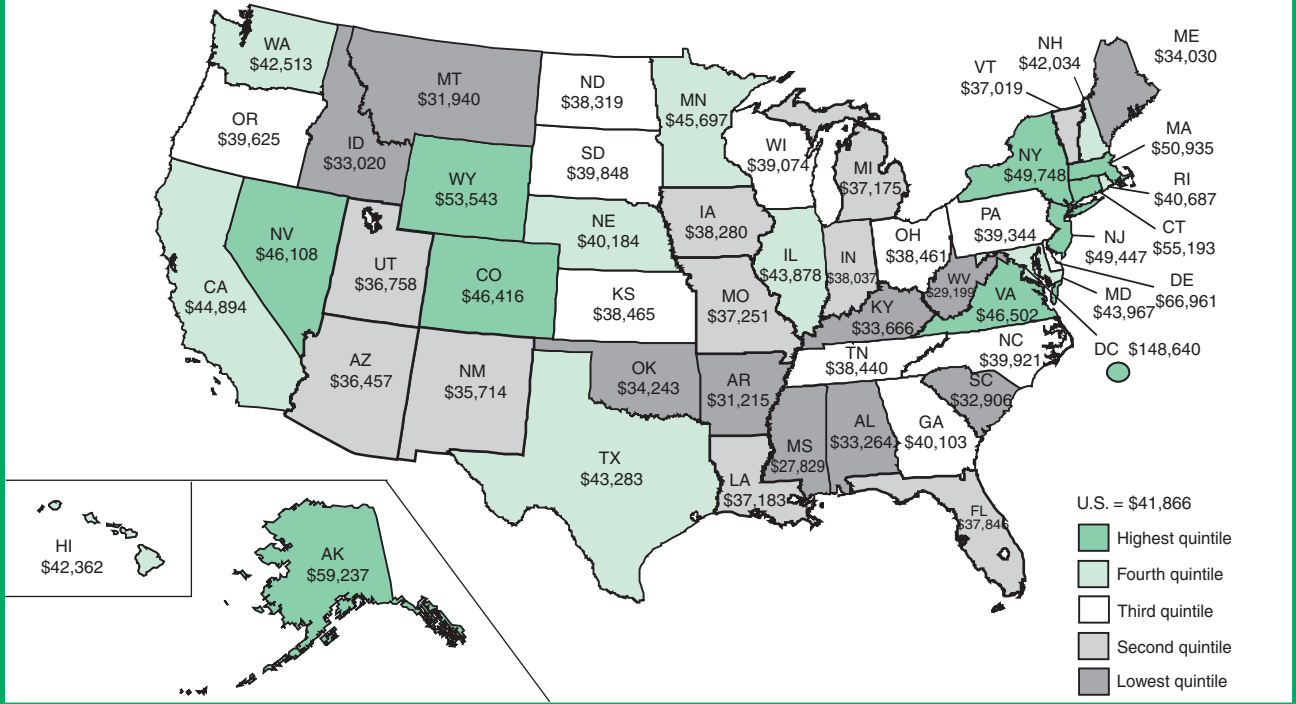 WA
$42,513
MT
$31,940
ND
$38,319
MN
$45,697
NH
$42,034
ME
$34,030
VT
$37,019
OR
$39,625
ID
$33,020
WY
$53,543
SD
$39,848
WI
$39,074
MI
$37,175
NY
$49,748
MA
$50,935
RI
$40,687
CT
$55,193
NJ
$49,447
DE
$66,961
MD
$43,967
DC $148,640
NV
$46,108
UT
$36,758
CO
$46,416
NE
$40,184
IA
$38,280
IL
$43,878
IN
$38,037
OH
$38,461
PA
$39,344
CA
$44,894
KS
$38,465
MO
$37,251
WV
$29,199
VA
$46,502
KY
$33,666
AZ
$36,457
NM
$35,714
OK
$34,243
AR
$31,215
TN
$38,440
NC
$39,921
SC
$32,906
TX
$43,283
LA
$37,183
MS
$27,829
AL
$33,264
GA
$40,103
FL
$37,846
HI
$42,362
AK
$59,237
U.S. = $41,866
Highest quintile
Fourth quintile
Third quintile
Second quintile
Lowest quintile